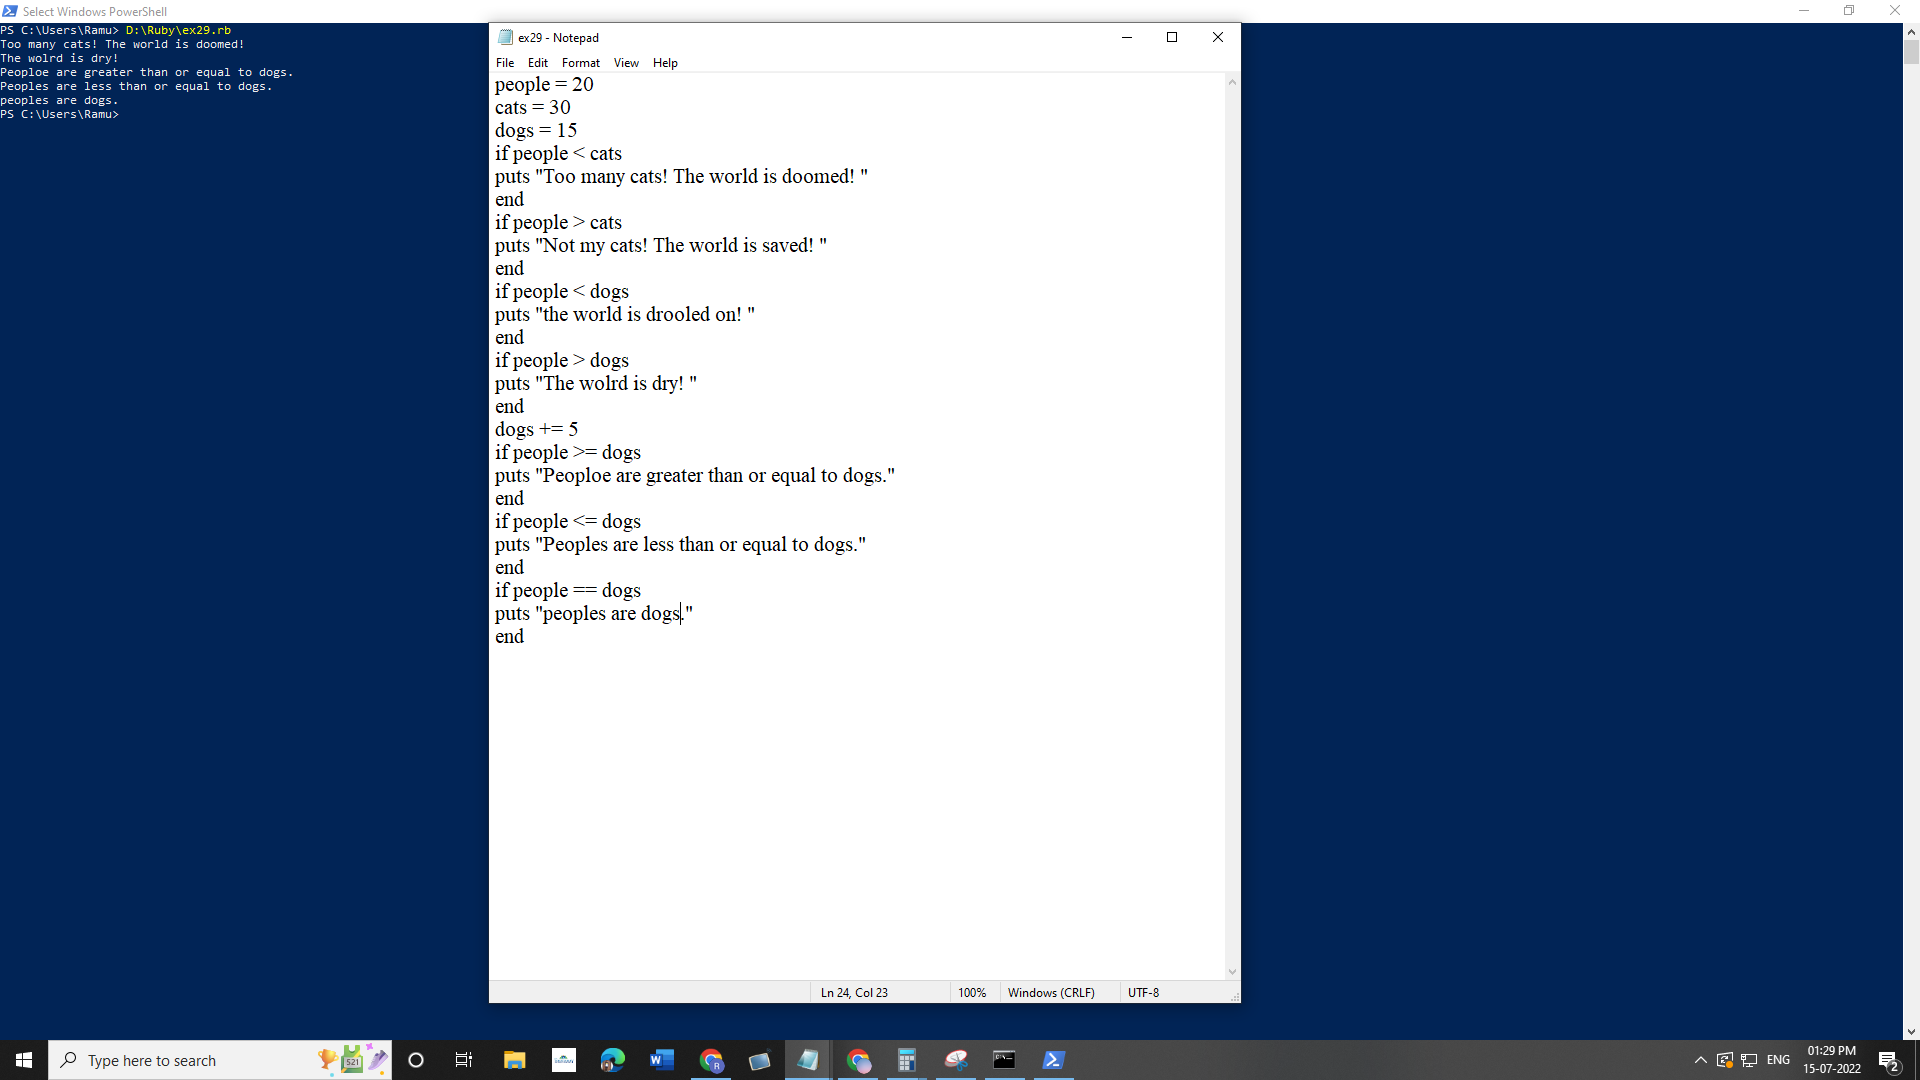 Select Windows PowerShell
PS C:\Users\Ramu> D:\Ruby\ex29.rb
Too many cats! The world is doomed!
The wolrd is dry!
Peoploe are greater than or equal to dogs.
Peoples are less than or equal to dogs.
peoples are dogs.
PS C:\Users\Ramu>
ex29 - Notepad
File Edit Format View Help
people = 20
cats = 30
dogs = 15
if people < cats
puts "Too many cats! The world is doomed! "
end
if people > cats
puts "Not my cats! The world is saved! "
end
if people < dogs
puts "the world is drooled on! "
end
if people > dogs
puts "The wolrd is dry! "
end
dogs += 5
if people >= dogs
puts "Peoploe are greater than or equal to dogs."
end
if people <= dogs
puts "Peoples are less than or equal to dogs."
end
if people == dogs
puts "peoples are dogs."
end
Ln 24, Col 23 100% Windows (CRLF) UTF-8
Type here to search
521
ENG
01:29 PM
15-07-2022
2